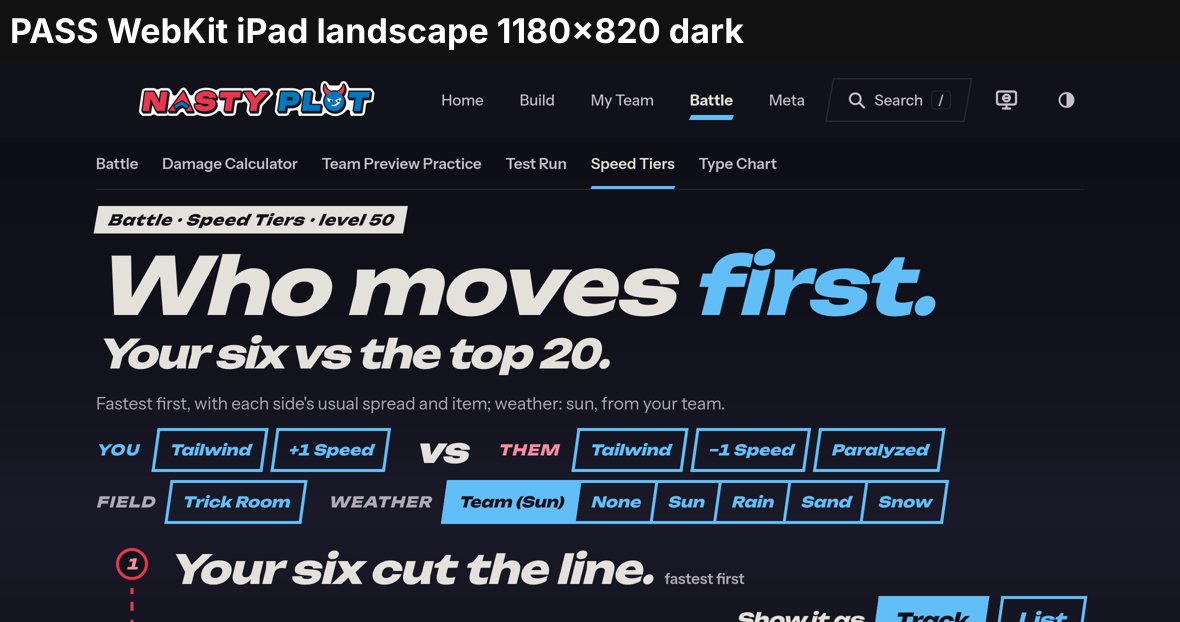 PASS WebKit iPad landscape 1180×820 dark
NASTY PLOT Home Build My Team Battle Meta Search /
Battle Damage Calculator Team Preview Practice Test Run Speed Tiers Type Chart
Battle · Speed Tiers · level 50
Who moves first.
Your six vs the top 20.
Fastest first, with each side's usual spread and item; weather: sun, from your team.
YOU Tailwind +1 Speed VS THEM Tailwind −1 Speed Paralyzed
FIELD Trick Room WEATHER Team (Sun) None Sun Rain Sand Snow
1 Your six cut the line. fastest first
Show it as Track List